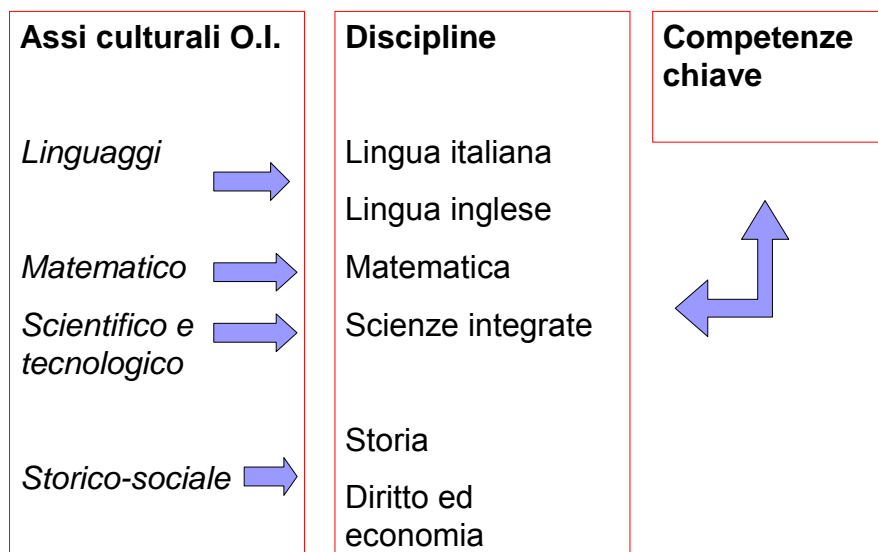 Assi culturali O.I.
Discipline
Competenze
chiave
Linguaggi
Lingua italiana
Lingua inglese
Matematico
Matematica
Scientifico e
tecnologico
Scienze integrate
Storico-sociale
Storia
Diritto ed
economia